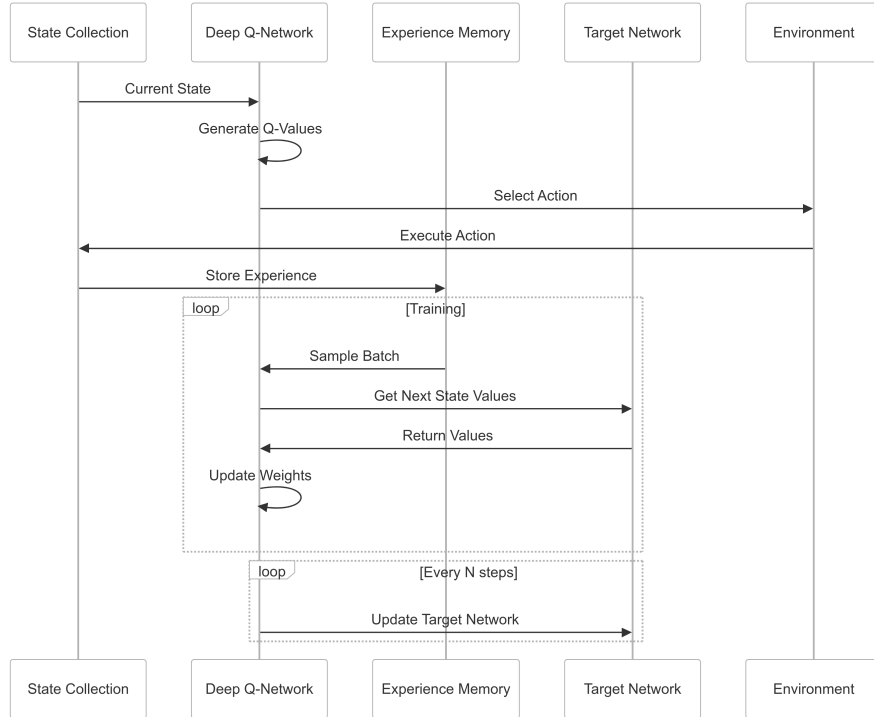 State Collection
Deep Q-Network
Experience Memory
Target Network
Environment
Current State
Generate Q-Values
Select Action
Execute Action
Store Experience
loop
[Training]
Sample Batch
Get Next State Values
Return Values
Update Weights
loop
[Every N steps]
Update Target Network
State Collection
Deep Q-Network
Experience Memory
Target Network
Environment